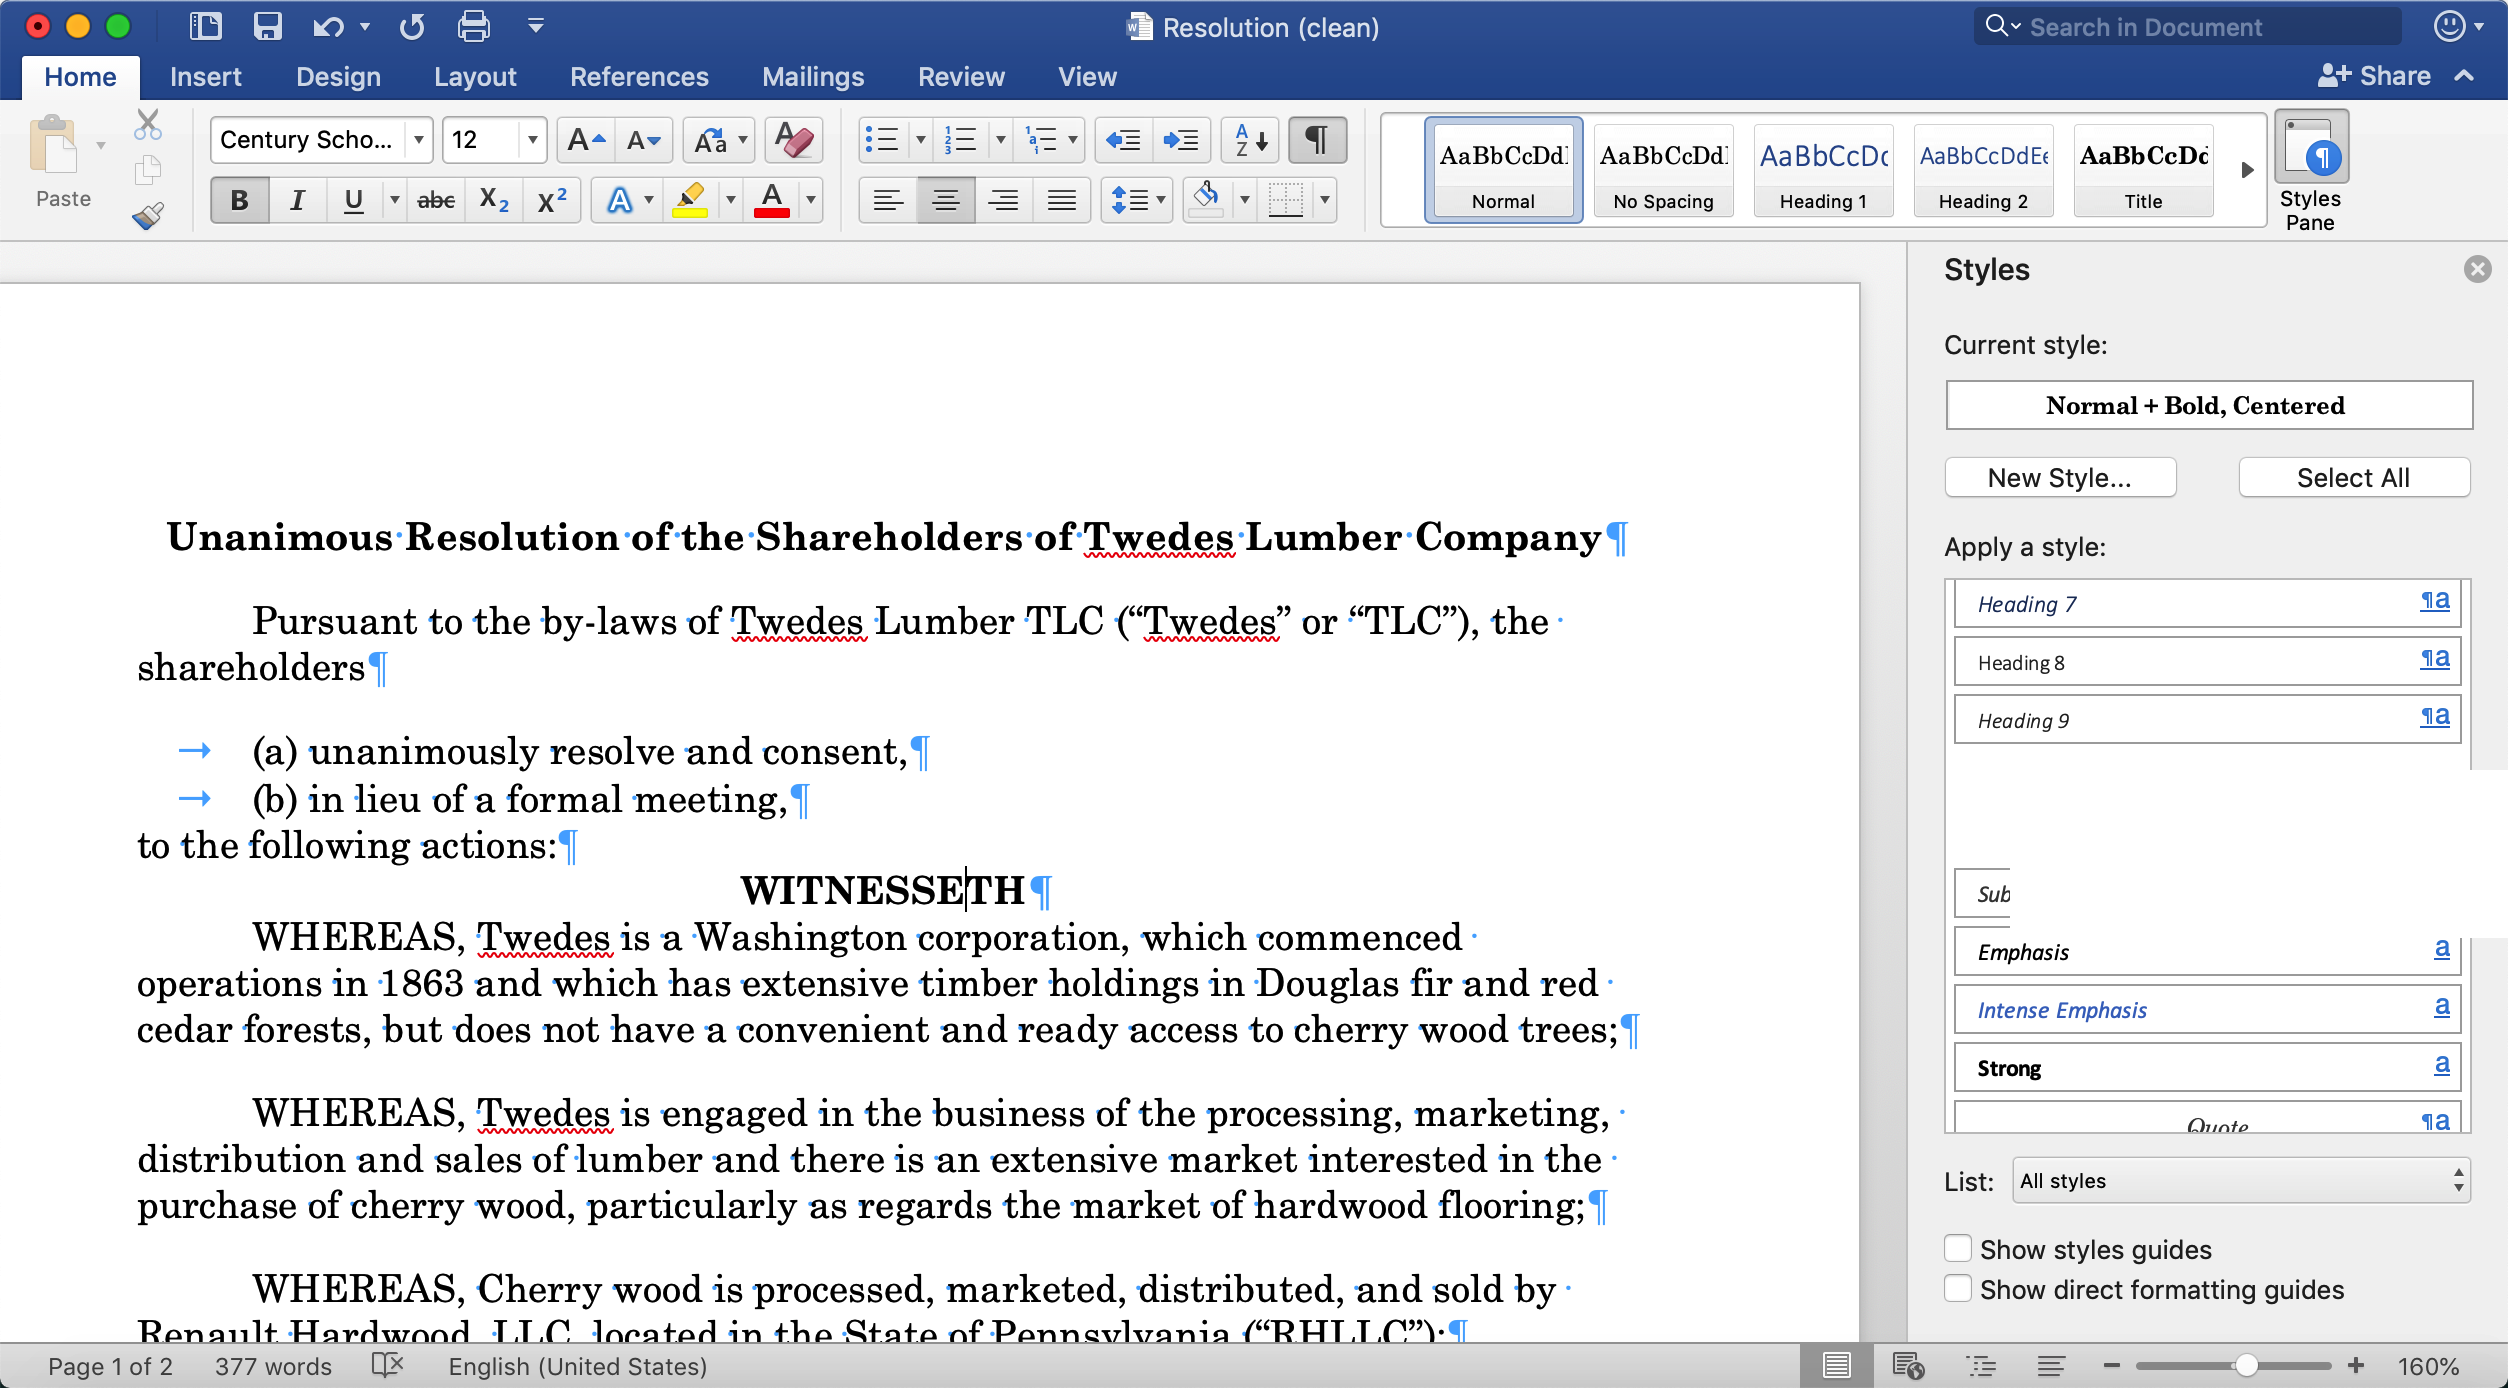 Resolution (clean)
Search in Document
Home Insert Design Layout References Mailings Review View Share
Paste
Century Scho... 12
AaBbCcDdl AaBbCcDdl AaBbCcDc AaBbCcDdEe AaBbCcDd
Normal No Spacing Heading 1 Heading 2 Title
Styles Pane
Unanimous Resolution of the Shareholders of Twedes Lumber Company¶
Pursuant to the by-laws of Twedes Lumber TLC (“Twedes” or “TLC”), the
shareholders¶
(a) unanimously resolve and consent,¶
(b) in lieu of a formal meeting,¶
to the following actions:¶
WITNESSETH¶
WHEREAS, Twedes is a Washington corporation, which commenced
operations in 1863 and which has extensive timber holdings in Douglas fir and red
cedar forests, but does not have a convenient and ready access to cherry wood trees;¶
WHEREAS, Twedes is engaged in the business of the processing, marketing,
distribution and sales of lumber and there is an extensive market interested in the
purchase of cherry wood, particularly as regards the market of hardwood flooring;¶
WHEREAS, Cherry wood is processed, marketed, distributed, and sold by
Renault Hardwood, LLC, located in the State of Pennsylvania (“RHLLC”);¶
Styles
Current style:
Normal + Bold, Centered
New Style... Select All
Apply a style:
Heading 7 ¶a
Heading 8 ¶a
Heading 9 ¶a
Sub
Emphasis a
Intense Emphasis a
Strong a
Quote ¶a
List: All styles
Show styles guides
Show direct formatting guides
Page 1 of 2 377 words English (United States) 160%